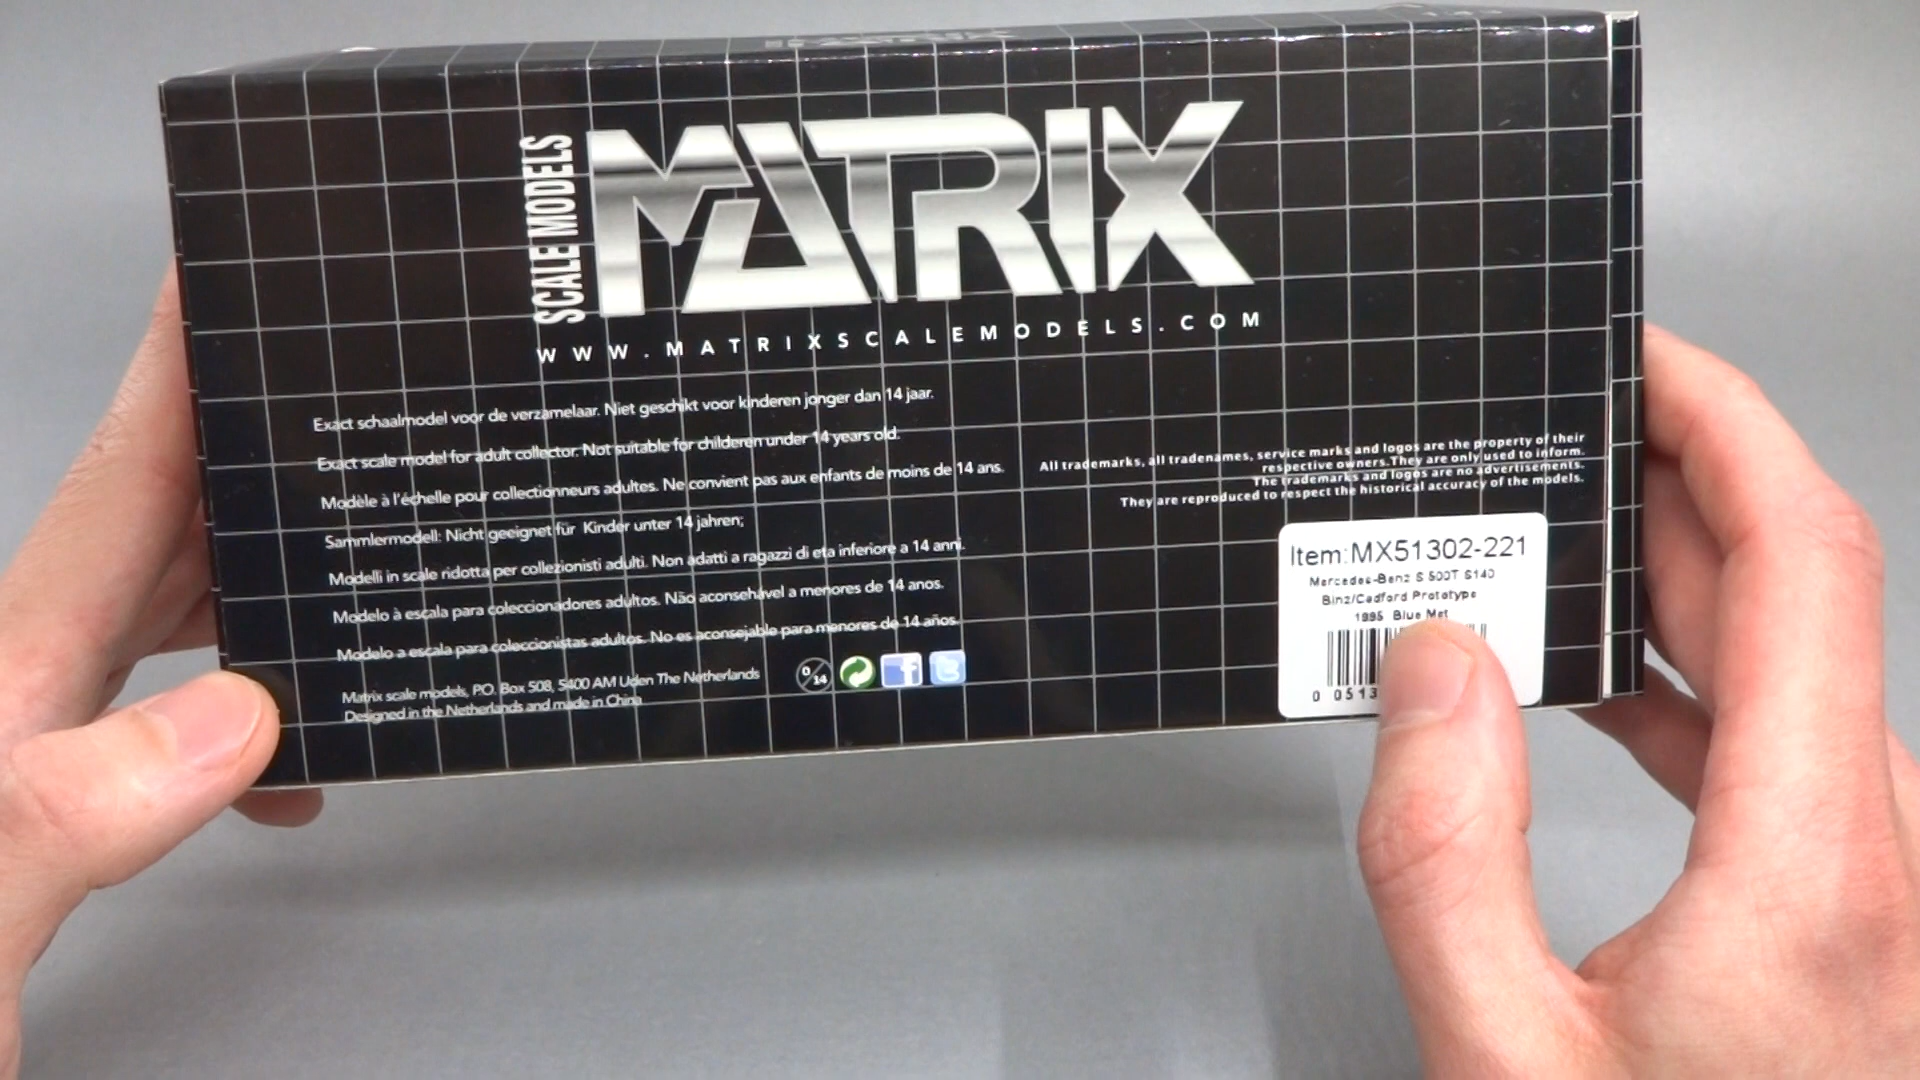 SCALE MODELS
MATRIX
WWW.MATRIXSCALEMODELS.COM
Exact schaalmodel voor de verzamelaar. Niet geschikt voor kinderen jonger dan 14 jaar.
Exact scale model for adult collector. Not suitable for childeren under 14 years old.
Modèle à l'échelle pour collectionneurs adultes. Ne convient pas aux enfants de moins de 14 ans.
Sammlermodell: Nicht geeignet für Kinder unter 14 jahren;
Modelli in scale ridotta per collezionisti adulti. Non adatti a ragazzi di eta inferiore a 14 anni.
Modelo à escala para coleccionadores adultos. Não aconsehável a menores de 14 anos.
Modelo a escala para coleccionistas adultos. No es aconsejable para menores de 14 años.
Matrix scale models, P.O. Box 508, 5400 AM Uden The Netherlands
Designed in the Netherlands and made in China
0/14
f
t
All trademarks, all tradenames, service marks and logos are the property of their
respective owners. They are only used to inform.
The trademarks and logos are no advertisements.
They are reproduced to respect the historical accuracy of the models.
Item:MX51302-221
Mercedes-Benz S 500T S140
Binz/Cadford Prototype
1995 Blue Met
0 0513